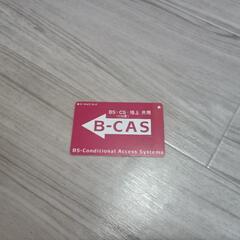 BS・CS・地上 共用
B-CAS
BS-Conditional Access Systems